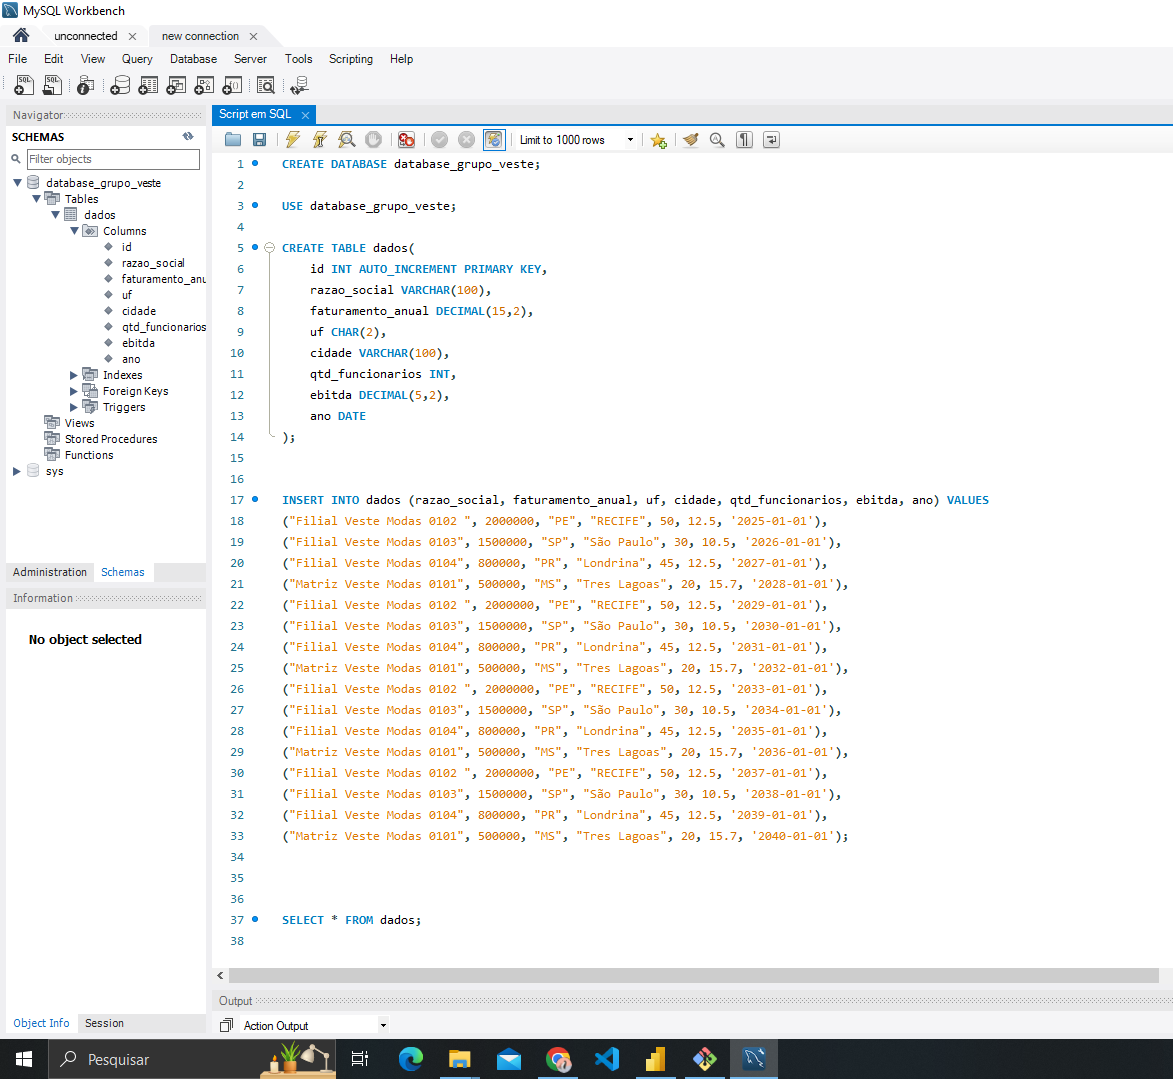 MySQL Workbench
unconnected
new connection
File Edit View Query Database Server Tools Scripting Help
Navigator
SCHEMAS
Filter objects
database_grupo_veste
Tables
dados
Columns
id
razao_social
faturamento_anu
uf
cidade
qtd_funcionarios
ebitda
ano
Indexes
Foreign Keys
Triggers
Views
Stored Procedures
Functions
sys
Administration Schemas
Information
No object selected
Object Info Session
Script em SQL
Limit to 1000 rows
1 CREATE DATABASE database_grupo_veste;
2
3 USE database_grupo_veste;
4
5 CREATE TABLE dados(
6 id INT AUTO_INCREMENT PRIMARY KEY,
7 razao_social VARCHAR(100),
8 faturamento_anual DECIMAL(15,2),
9 uf CHAR(2),
10 cidade VARCHAR(100),
11 qtd_funcionarios INT,
12 ebitda DECIMAL(5,2),
13 ano DATE
14 );
15
16
17 INSERT INTO dados (razao_social, faturamento_anual, uf, cidade, qtd_funcionarios, ebitda, ano) VALUES
18 ("Filial Veste Modas 0102 ", 2000000, "PE", "RECIFE", 50, 12.5, '2025-01-01'),
19 ("Filial Veste Modas 0103", 1500000, "SP", "São Paulo", 30, 10.5, '2026-01-01'),
20 ("Filial Veste Modas 0104", 800000, "PR", "Londrina", 45, 12.5, '2027-01-01'),
21 ("Matriz Veste Modas 0101", 500000, "MS", "Tres Lagoas", 20, 15.7, '2028-01-01'),
22 ("Filial Veste Modas 0102 ", 2000000, "PE", "RECIFE", 50, 12.5, '2029-01-01'),
23 ("Filial Veste Modas 0103", 1500000, "SP", "São Paulo", 30, 10.5, '2030-01-01'),
24 ("Filial Veste Modas 0104", 800000, "PR", "Londrina", 45, 12.5, '2031-01-01'),
25 ("Matriz Veste Modas 0101", 500000, "MS", "Tres Lagoas", 20, 15.7, '2032-01-01'),
26 ("Filial Veste Modas 0102 ", 2000000, "PE", "RECIFE", 50, 12.5, '2033-01-01'),
27 ("Filial Veste Modas 0103", 1500000, "SP", "São Paulo", 30, 10.5, '2034-01-01'),
28 ("Filial Veste Modas 0104", 800000, "PR", "Londrina", 45, 12.5, '2035-01-01'),
29 ("Matriz Veste Modas 0101", 500000, "MS", "Tres Lagoas", 20, 15.7, '2036-01-01'),
30 ("Filial Veste Modas 0102 ", 2000000, "PE", "RECIFE", 50, 12.5, '2037-01-01'),
31 ("Filial Veste Modas 0103", 1500000, "SP", "São Paulo", 30, 10.5, '2038-01-01'),
32 ("Filial Veste Modas 0104", 800000, "PR", "Londrina", 45, 12.5, '2039-01-01'),
33 ("Matriz Veste Modas 0101", 500000, "MS", "Tres Lagoas", 20, 15.7, '2040-01-01');
34
35
36
37 SELECT * FROM dados;
38
Output
Action Output
Pesquisar